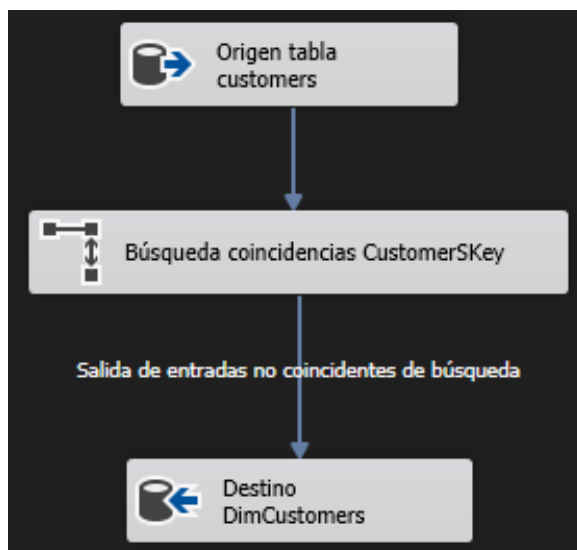 Origen tabla
customers
Búsqueda coincidencias CustomerSKey
Salida de entradas no coincidentes de búsqueda
Destino
DimCustomers